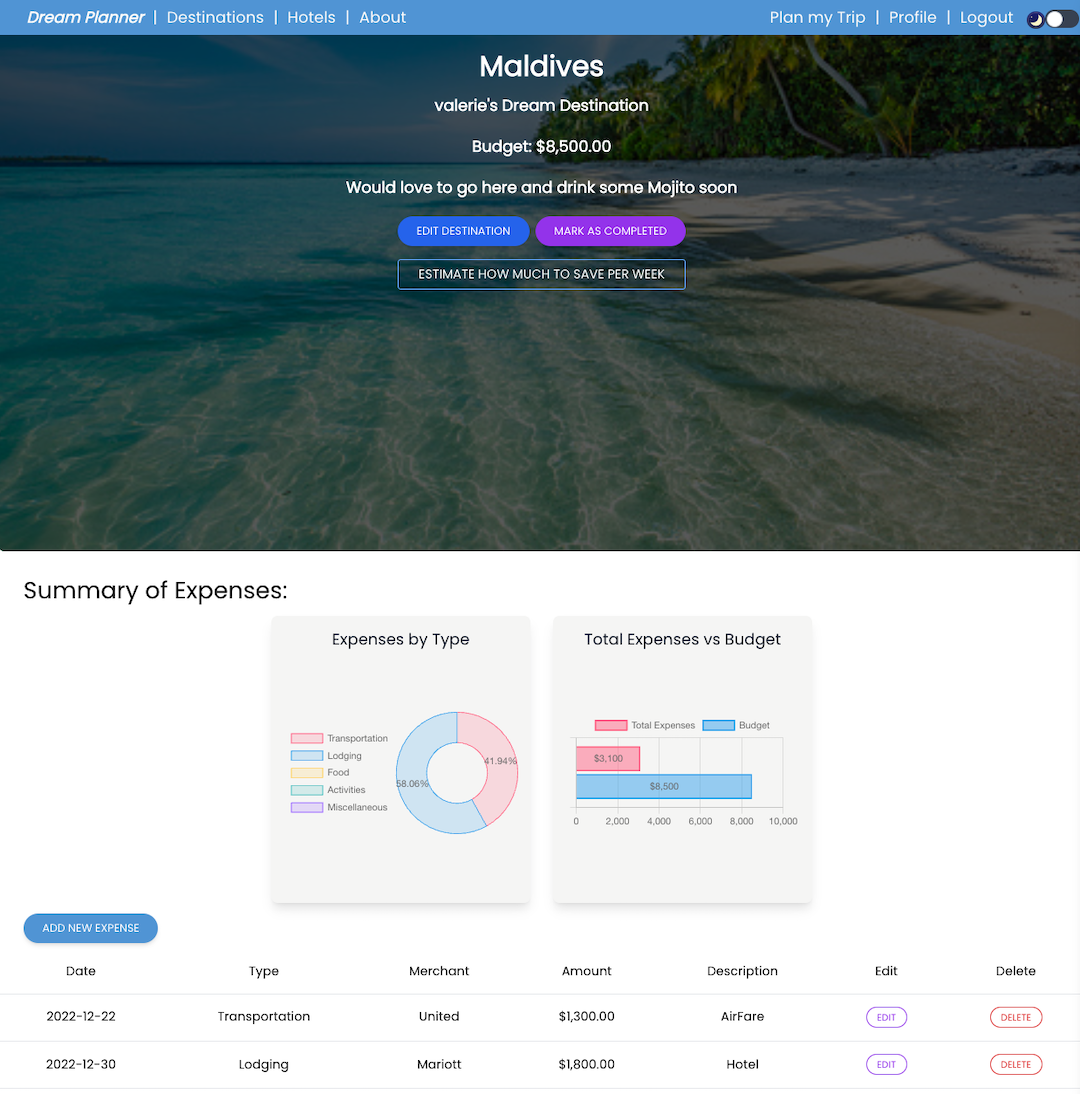 Dream Planner | Destinations | Hotels | About Plan my Trip | Profile | Logout
Maldives
valerie's Dream Destination
Budget: $8,500.00
Would love to go here and drink some Mojito soon
EDIT DESTINATION MARK AS COMPLETED
ESTIMATE HOW MUCH TO SAVE PER WEEK
Summary of Expenses:
Expenses by Type
Transportation
Lodging
Food
Activities
Miscellaneous
41.94%
58.06%
Total Expenses vs Budget
Total Expenses Budget
$3,100
$8,500
0 2,000 4,000 6,000 8,000 10,000
ADD NEW EXPENSE
Date Type Merchant Amount Description Edit Delete
2022-12-22 Transportation United $1,300.00 AirFare EDIT DELETE
2022-12-30 Lodging Mariott $1,800.00 Hotel EDIT DELETE